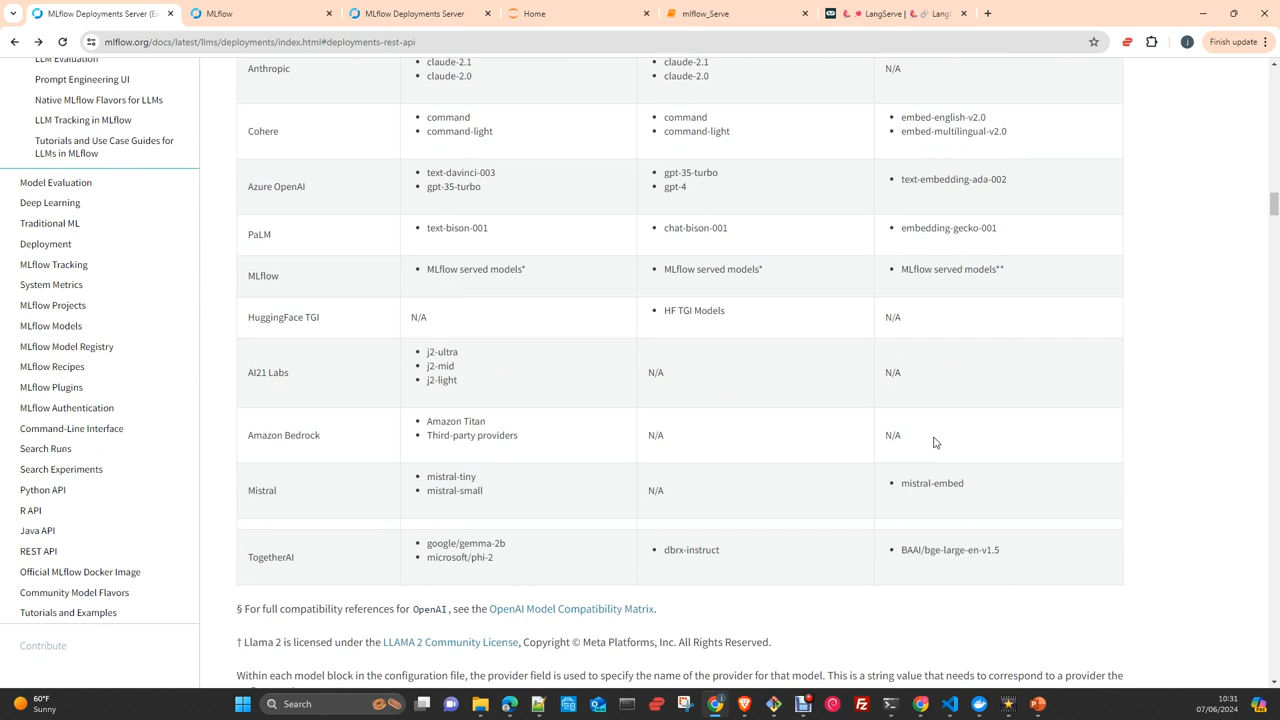 MLflow Deployments Server (Ex
MLflow
MLflow Deployments Server
Home
mlflow_Serve
LangServe |
Lang
mlflow.org/docs/latest/llms/deployments/index.html#deployments-rest-api
Finish update
LLM Evaluation
Prompt Engineering UI
Native MLflow Flavors for LLMs
LLM Tracking in MLflow
Tutorials and Use Case Guides for
LLMs in MLflow
Model Evaluation
Deep Learning
Traditional ML
Deployment
MLflow Tracking
System Metrics
MLflow Projects
MLflow Models
MLflow Model Registry
MLflow Recipes
MLflow Plugins
MLflow Authentication
Command-Line Interface
Search Runs
Search Experiments
Python API
R API
Java API
REST API
Official MLflow Docker Image
Community Model Flavors
Tutorials and Examples
Contribute
Anthropic
claude-2.1
claude-2.0
claude-2.1
claude-2.0
N/A
Cohere
command
command-light
command
command-light
embed-english-v2.0
embed-multilingual-v2.0
Azure OpenAI
text-davinci-003
gpt-35-turbo
gpt-35-turbo
gpt-4
text-embedding-ada-002
PaLM
text-bison-001
chat-bison-001
embedding-gecko-001
MLflow
MLflow served models*
MLflow served models*
MLflow served models**
HuggingFace TGI
N/A
HF TGI Models
N/A
AI21 Labs
j2-ultra
j2-mid
j2-light
N/A
N/A
Amazon Bedrock
Amazon Titan
Third-party providers
N/A
N/A
Mistral
mistral-tiny
mistral-small
N/A
mistral-embed
TogetherAI
google/gemma-2b
microsoft/phi-2
dbrx-instruct
BAAI/bge-large-en-v1.5
§ For full compatibility references for OpenAI, see the OpenAI Model Compatibility Matrix.
† Llama 2 is licensed under the LLAMA 2 Community License, Copyright © Meta Platforms, Inc. All Rights Reserved.
Within each model block in the configuration file, the provider field is used to specify the name of the provider for that model. This is a string value that needs to correspond to a provider the
60°F
Sunny
Search
10:31
07/06/2024